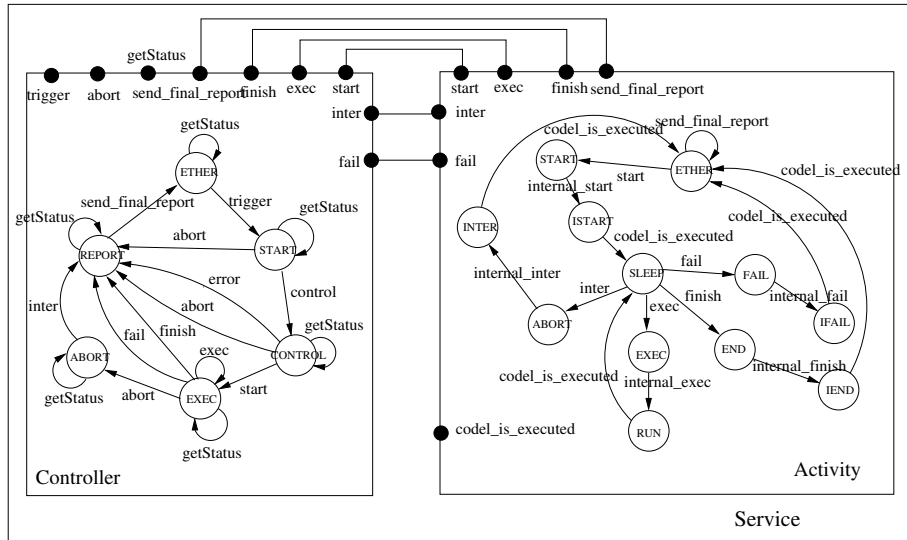 getStatus
trigger
abort
send_final_report
finish
exec
start
start
exec
finish
send_final_report
inter
inter
fail
fail
getStatus
ETHER
send_final_report
trigger
getStatus
getStatus
REPORT
abort
START
error
control
inter
abort
getStatus
fail
finish
exec
CONTROL
ABORT
start
getStatus
abort
EXEC
getStatus
Controller
send_final_report
codel_is_executed
START
start
ETHER
codel_is_executed
internal_start
INTER
ISTART
codel_is_executed
codel_is_executed
internal_inter
SLEEP
fail
FAIL
inter
finish
internal_fail
ABORT
exec
IFAIL
EXEC
END
codel_is_executed
internal_exec
internal_finish
IEND
RUN
codel_is_executed
Activity
Service